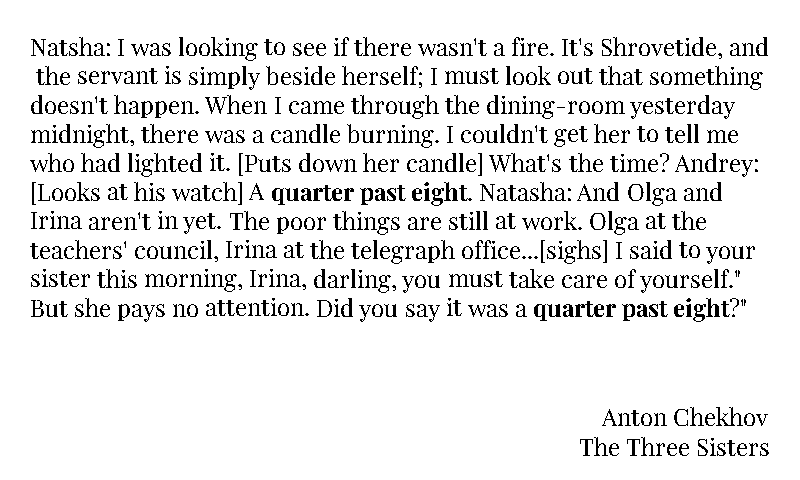 Natsha: I was looking to see if there wasn't a fire. It's Shrovetide, and
the servant is simply beside herself; I must look out that something
doesn't happen. When I came through the dining-room yesterday
midnight, there was a candle burning. I couldn't get her to tell me
who had lighted it. [Puts down her candle] What's the time? Andrey:
[Looks at his watch] A quarter past eight. Natasha: And Olga and
Irina aren't in yet. The poor things are still at work. Olga at the
teachers' council, Irina at the telegraph office...[sighs] I said to your
sister this morning, Irina, darling, you must take care of yourself."
But she pays no attention. Did you say it was a quarter past eight?"
Anton Chekhov
The Three Sisters